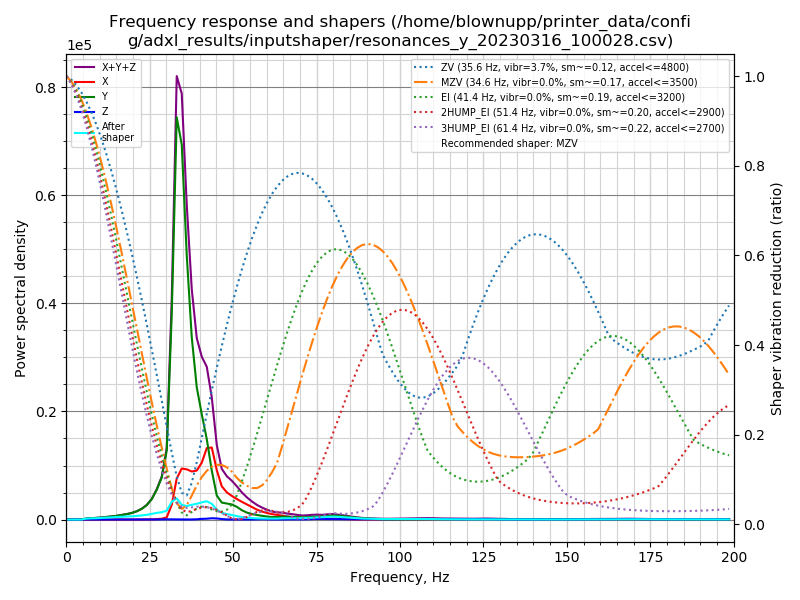 Frequency response and shapers (/home/blownupp/printer_data/confi
g/adxl_results/inputshaper/resonances_y_20230316_100028.csv)
1e5
X+Y+Z
X
Y
Z
After
shaper
ZV (35.6 Hz, vibr=3.7%, sm~=0.12, accel<=4800)
MZV (34.6 Hz, vibr=0.0%, sm~=0.17, accel<=3500)
EI (41.4 Hz, vibr=0.0%, sm~=0.19, accel<=3200)
2HUMP_EI (51.4 Hz, vibr=0.0%, sm~=0.20, accel<=2900)
3HUMP_EI (61.4 Hz, vibr=0.0%, sm~=0.22, accel<=2700)
Recommended shaper: MZV
Power spectral density
0.08
0.06
0.04
0.02
0.00
1.0
0.8
0.6
0.4
0.2
0.0
Shaper vibration reduction (ratio)
0 25 50 75 100 125 150 175 200
Frequency, Hz